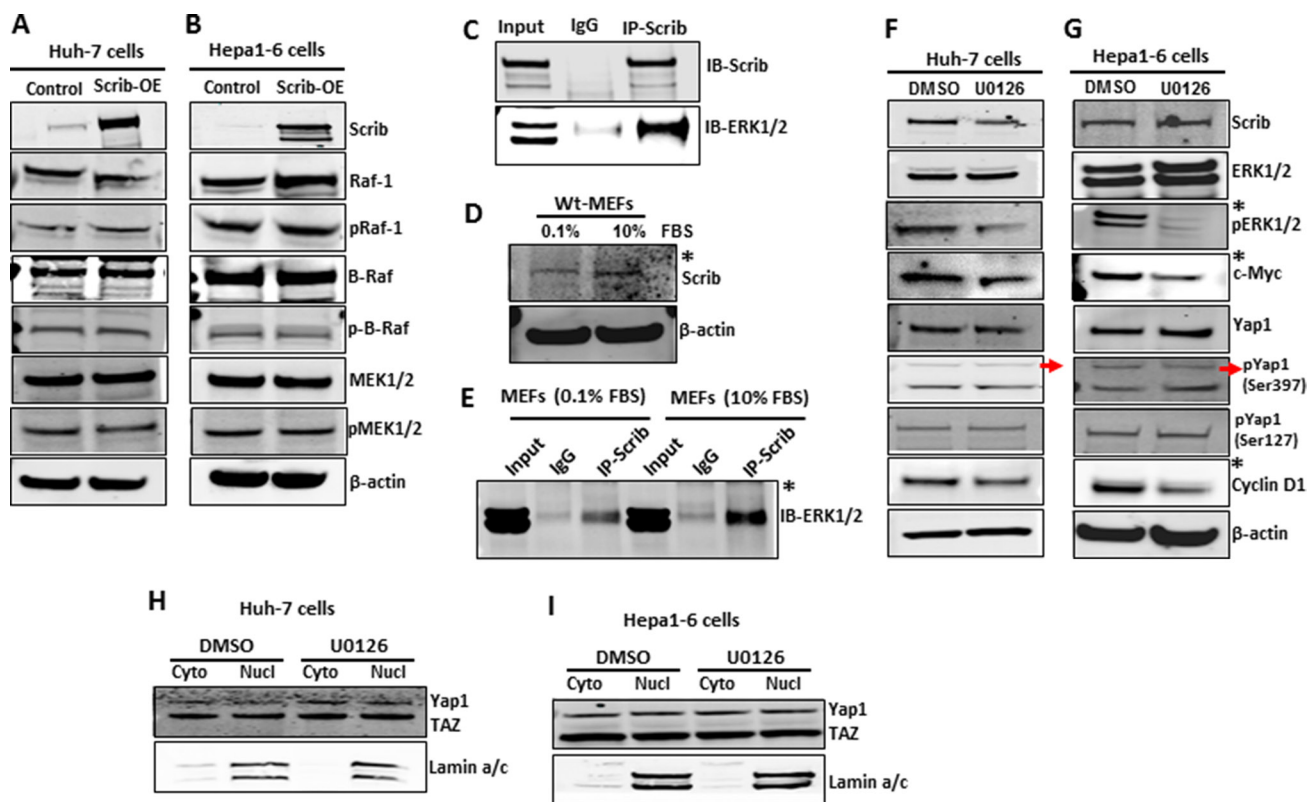 A
Huh-7 cells
Control Scrib-OE
B
Hepa1-6 cells
Control Scrib-OE
Scrib
Raf-1
pRaf-1
B-Raf
p-B-Raf
MEK1/2
pMEK1/2
β-actin
C
Input IgG IP-Scrib
IB-Scrib
IB-ERK1/2
D
Wt-MEFs
0.1% 10% FBS
*
Scrib
β-actin
E
MEFs (0.1% FBS) MEFs (10% FBS)
Input IgG IP-Scrib Input IgG IP-Scrib
*
IB-ERK1/2
F
Huh-7 cells
DMSO U0126
G
Hepa1-6 cells
DMSO U0126
Scrib
ERK1/2
*
pERK1/2
*
c-Myc
Yap1
pYap1
(Ser397)
pYap1
(Ser127)
*
Cyclin D1
β-actin
H
Huh-7 cells
DMSO U0126
Cyto Nucl Cyto Nucl
Yap1
TAZ
Lamin a/c
I
Hepa1-6 cells
DMSO U0126
Cyto Nucl Cyto Nucl
Yap1
TAZ
Lamin a/c